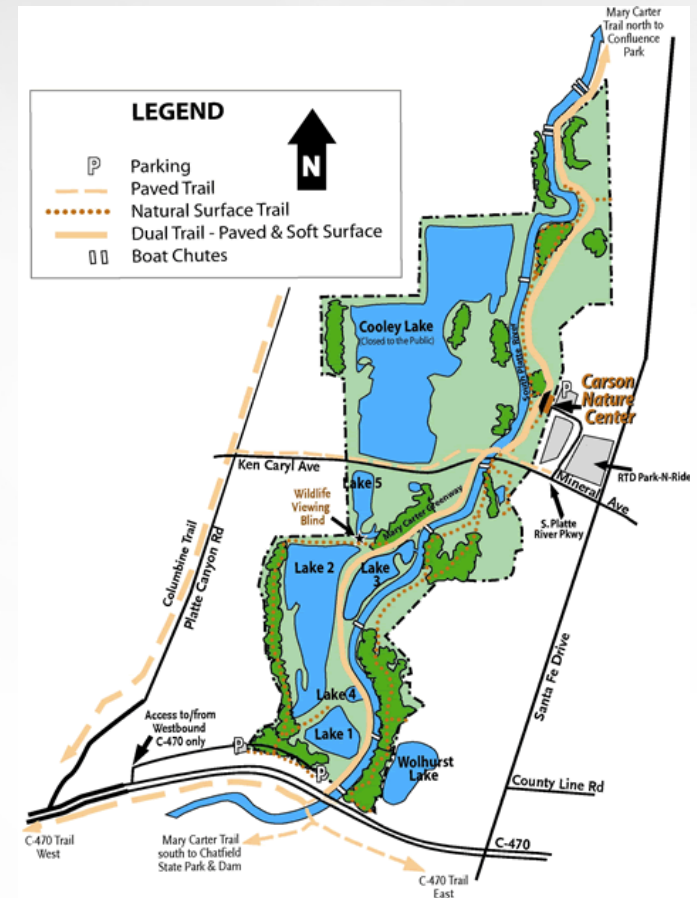 Mary Carter
Trail north to
Confluence
Park
LEGEND
N
P Parking
Paved Trail
Natural Surface Trail
Dual Trail - Paved & Soft Surface
Boat Chutes
Cooley Lake
(Closed to the Public)
South Platte River
P
Carson
Nature
Center
Ken Caryl Ave
RTD Park-N-Ride
Mineral Ave
S. Platte
River Pkwy
Lake 5
Wildlife
Viewing
Blind
Mary Carter Greenway
Columbine Trail
Platte Canyon Rd
Lake 2
Lake
3
Santa Fe Drive
Lake 4
Access to/from
Westbound
C-470 only
P
Lake 1
P
Wolhurst
Lake
County Line Rd
C-470 Trail
West
Mary Carter Trail
south to Chatfield
State Park & Dam
C-470
C-470 Trail
East